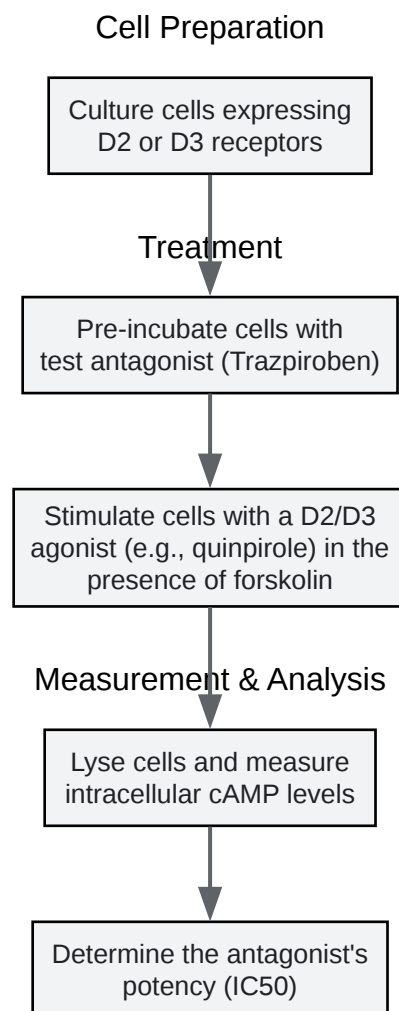 Cell Preparation
Culture cells expressing
D2 or D3 receptors
Treatment
Pre-incubate cells with
test antagonist (Trazpiroben)
Stimulate cells with a D2/D3
agonist (e.g., quinpirole) in the
presence of forskolin
Measurement & Analysis
Lyse cells and measure
intracellular cAMP levels
Determine the antagonist's
potency (IC50)